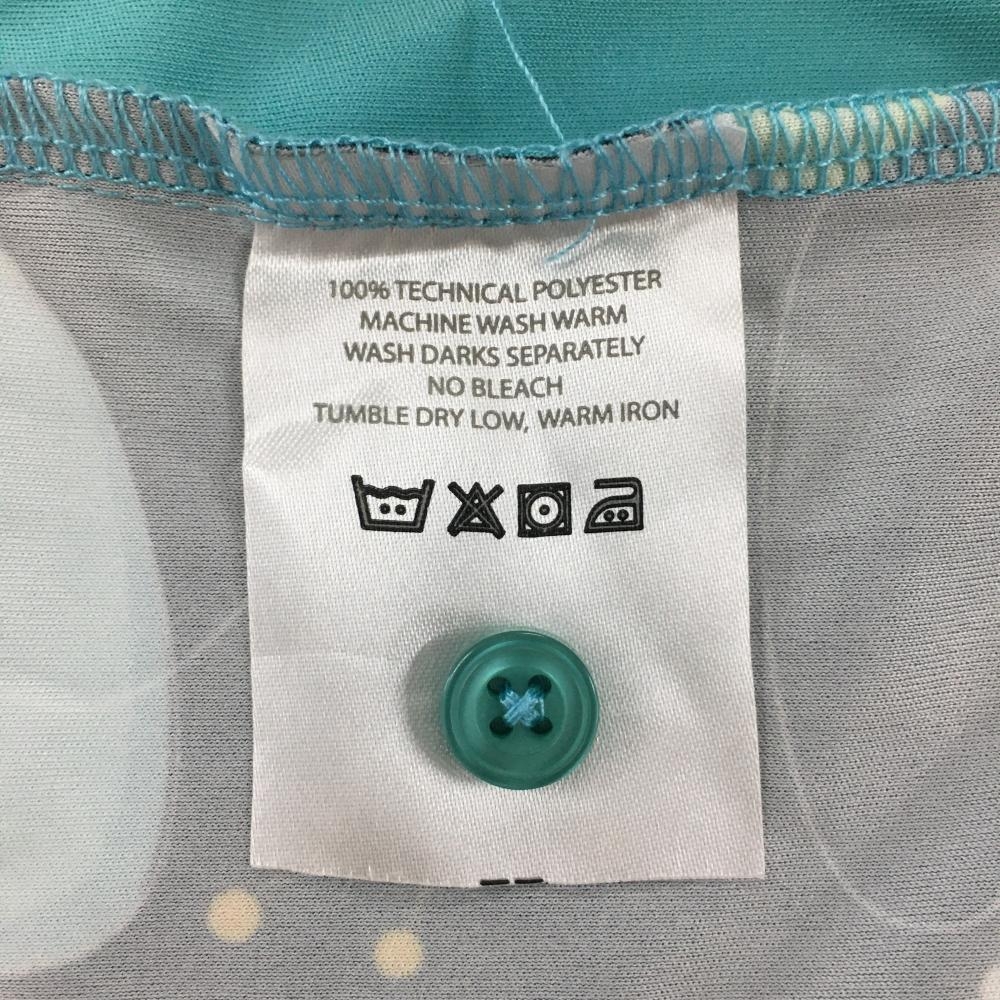 100% TECHNICAL POLYESTER
MACHINE WASH WARM
WASH DARKS SEPARATELY
NO BLEACH
TUMBLE DRY LOW, WARM IRON